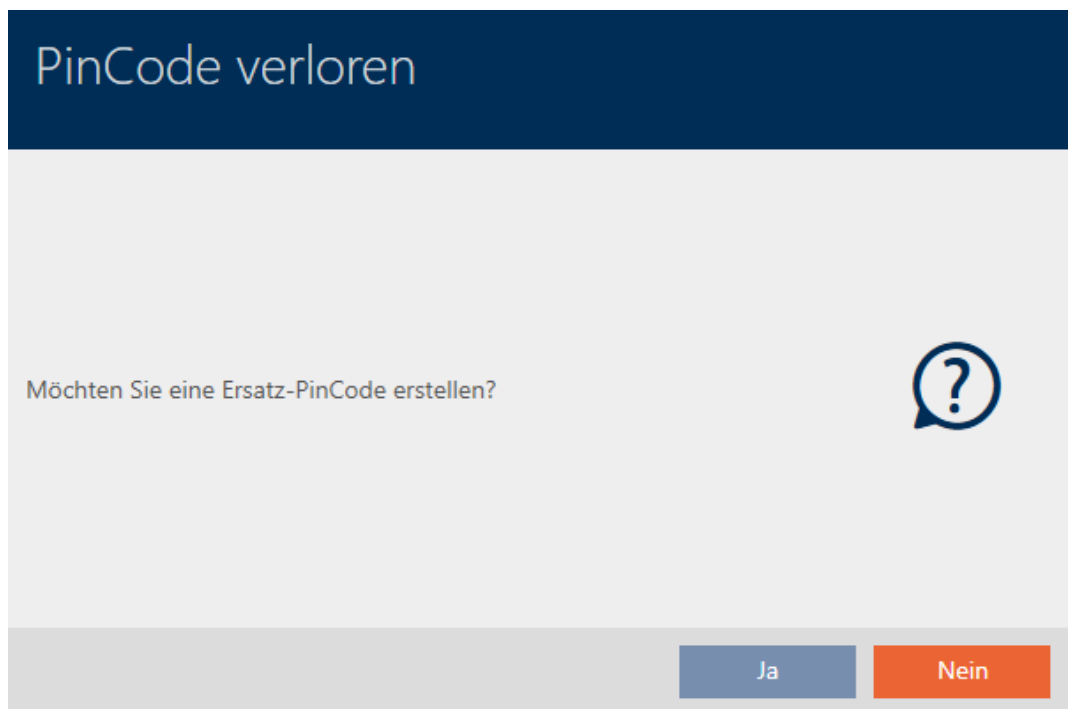 PinCode verloren
Möchten Sie eine Ersatz-PinCode erstellen?
?
Ja
Nein